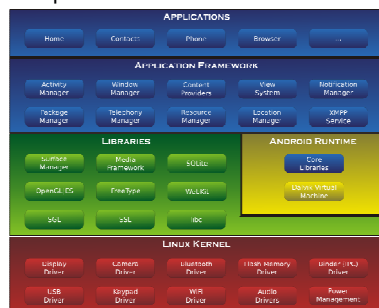 APPLICATIONS
Home Contacts Phone Browser ...
APPLICATION FRAMEWORK
Activity Manager Window Manager Content Providers View System Notification Manager
Package Manager Telephony Manager Resource Manager Location Manager XMPP Service
LIBRARIES
Surface Manager Media Framework SQLite
OpenGL|ES FreeType WebKit
SGL SSL libc
ANDROID RUNTIME
Core Libraries
Dalvik Virtual Machine
LINUX KERNEL
Display Driver Camera Driver Bluetooth Driver Flash Memory Driver Binder (IPC) Driver
USB Driver Keypad Driver WiFi Driver Audio Drivers Power Management